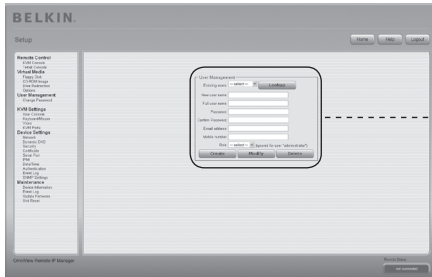 BELKIN.
Setup
Home Help Logout
Remote Control
KVM Console
Telnet Console
Virtual Media
Floppy Disk
CD-ROM Image
Drive Redirection
Options
User Management
Change Password
KVM Settings
User Console
Keyboard/Mouse
Video
KVM Ports
Device Settings
Network
Dynamic DNS
Security
Certificate
Serial Port
Date/Time
Authentication
Event Log
SNMP Settings
Maintenance
Device Information
Event Log
Update Firmware
Unit Reset
User Management
Existing users -- select -- Lookup
New user name
Full user name
Password
Confirm Password
Email address
Mobile number
Role -- select -- (ignored for user "administrator")
Create Modify Delete
OmniView Remote IP Manager